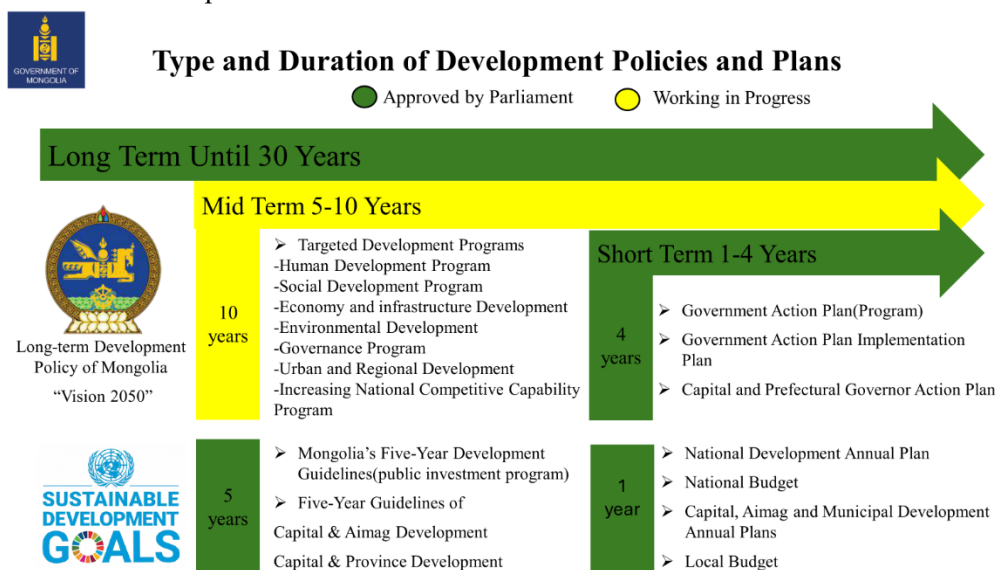 GOVERNMENT OF
MONGOLIA
Type and Duration of Development Policies and Plans
Approved by Parliament
Working in Progress
Long Term Until 30 Years
Mid Term 5-10 Years
Short Term 1-4 Years
Long-term Development
Policy of Mongolia
“Vision 2050”
10
years
➢ Targeted Development Programs
-Human Development Program
-Social Development Program
-Economy and infrastructure Development
-Environmental Development
-Governance Program
-Urban and Regional Development
-Increasing National Competitive Capability
Program
4
years
➢ Government Action Plan(Program)
➢ Government Action Plan Implementation
Plan
➢ Capital and Prefectural Governor Action Plan
SUSTAINABLE
DEVELOPMENT
GOALS
5
years
➢ Mongolia’s Five-Year Development
Guidelines(public investment program)
➢ Five-Year Guidelines of
Capital & Aimag Development
Capital & Province Development
1
year
➢ National Development Annual Plan
➢ National Budget
➢ Capital, Aimag and Municipal Development
Annual Plans
➢ Local Budget